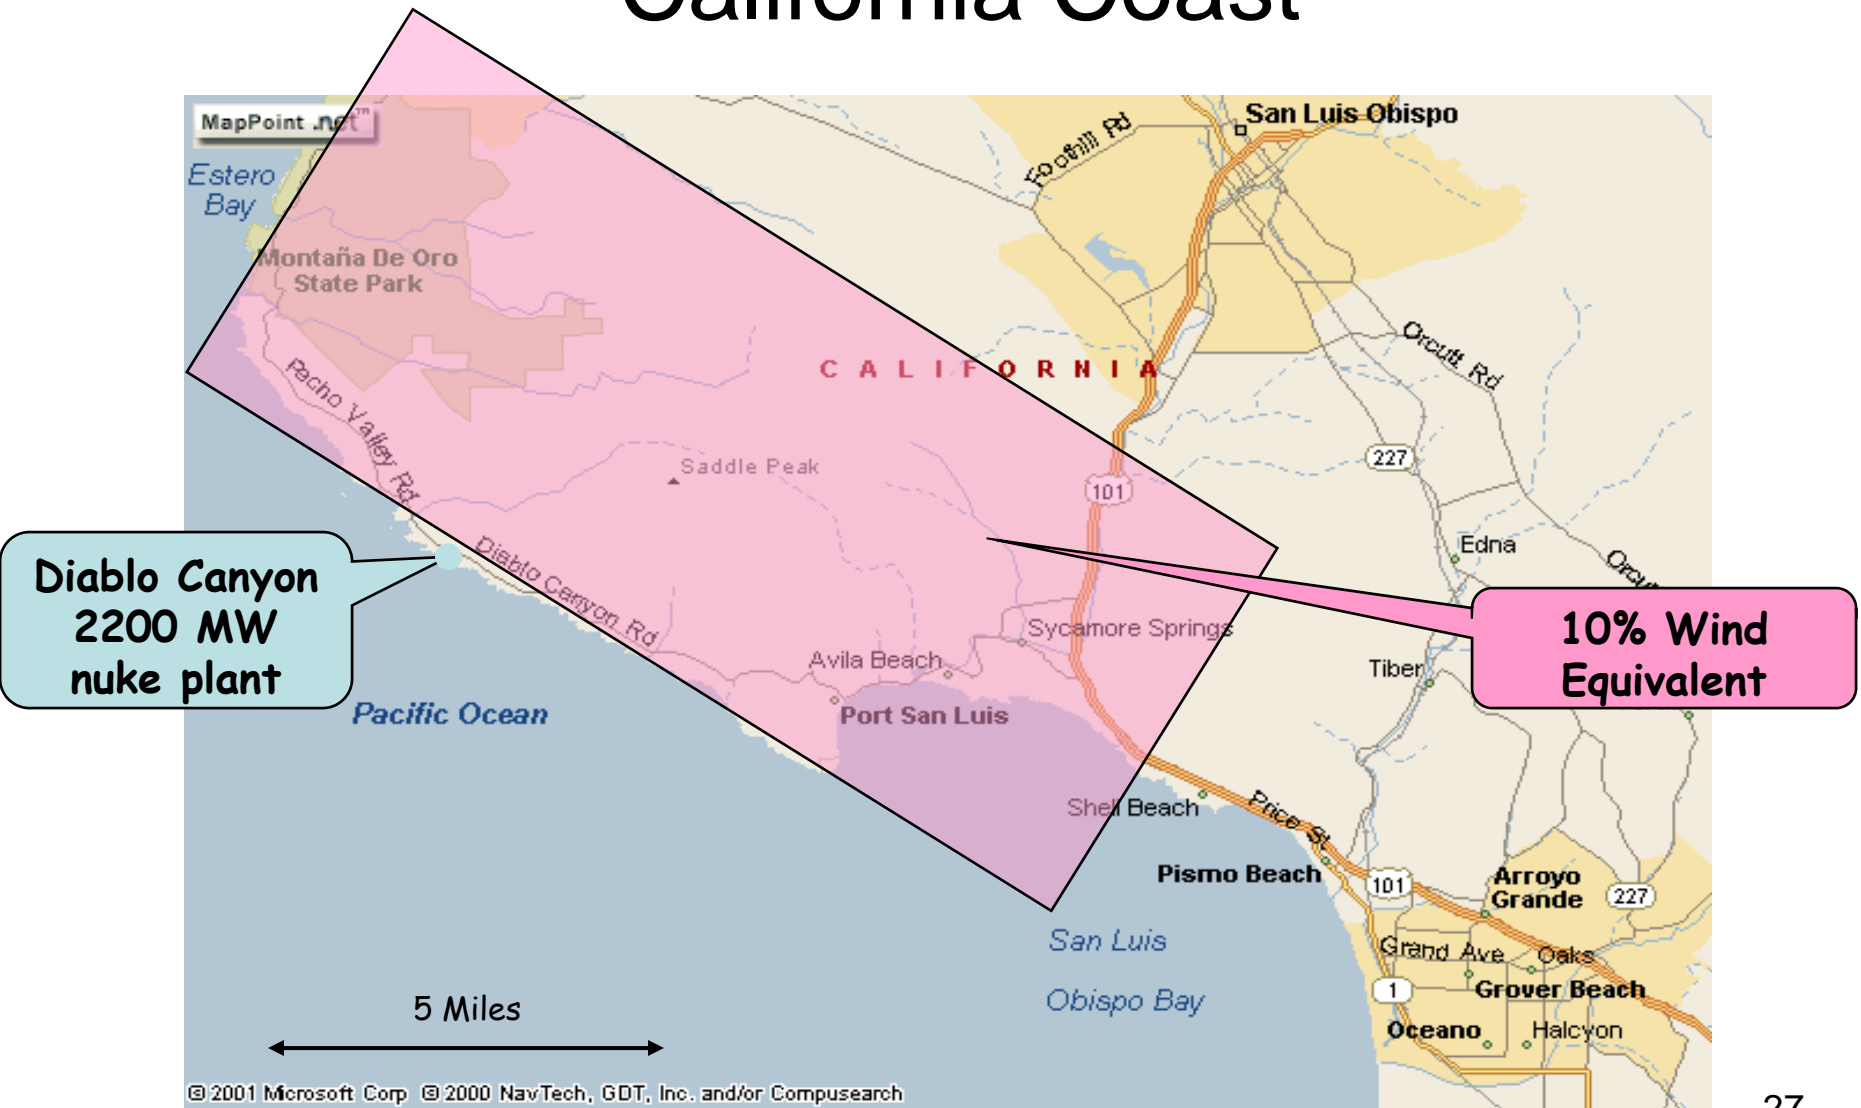 California Coast
MapPoint .net™
San Luis Obispo
Foothill Rd
Estero
Bay
Montaña De Oro
State Park
CALIFORNIA
Orcutt Rd
Pecho Valley Rd
Saddle Peak
227
101
Edna
Diablo Canyon
2200 MW
nuke plant
Diablo Canyon Rd
10% Wind
Equivalent
Sycamore Springs
Avila Beach
Tiber
Pacific Ocean
Port San Luis
Shell Beach
Price St
Pismo Beach
101
Arroyo
Grande
227
San Luis
Obispo Bay
Grand Ave
Oaks
5 Miles
1
Grover Beach
Oceano
Halcyon
© 2001 Microsoft Corp © 2000 NavTech, GDT, Inc. and/or Compusearch
27